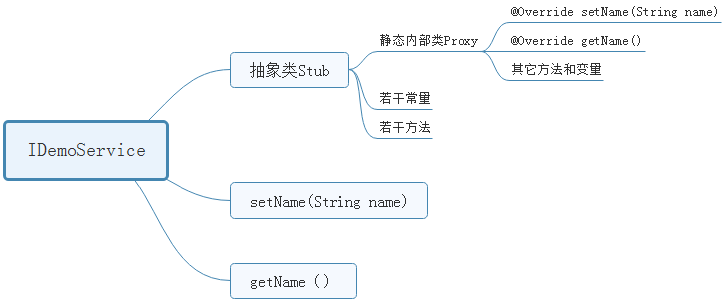 IDemoService
抽象类Stub
静态内部类Proxy
@Override setName(String name)
@Override getName()
其它方法和变量
若干常量
若干方法
setName(String name)
getName（）